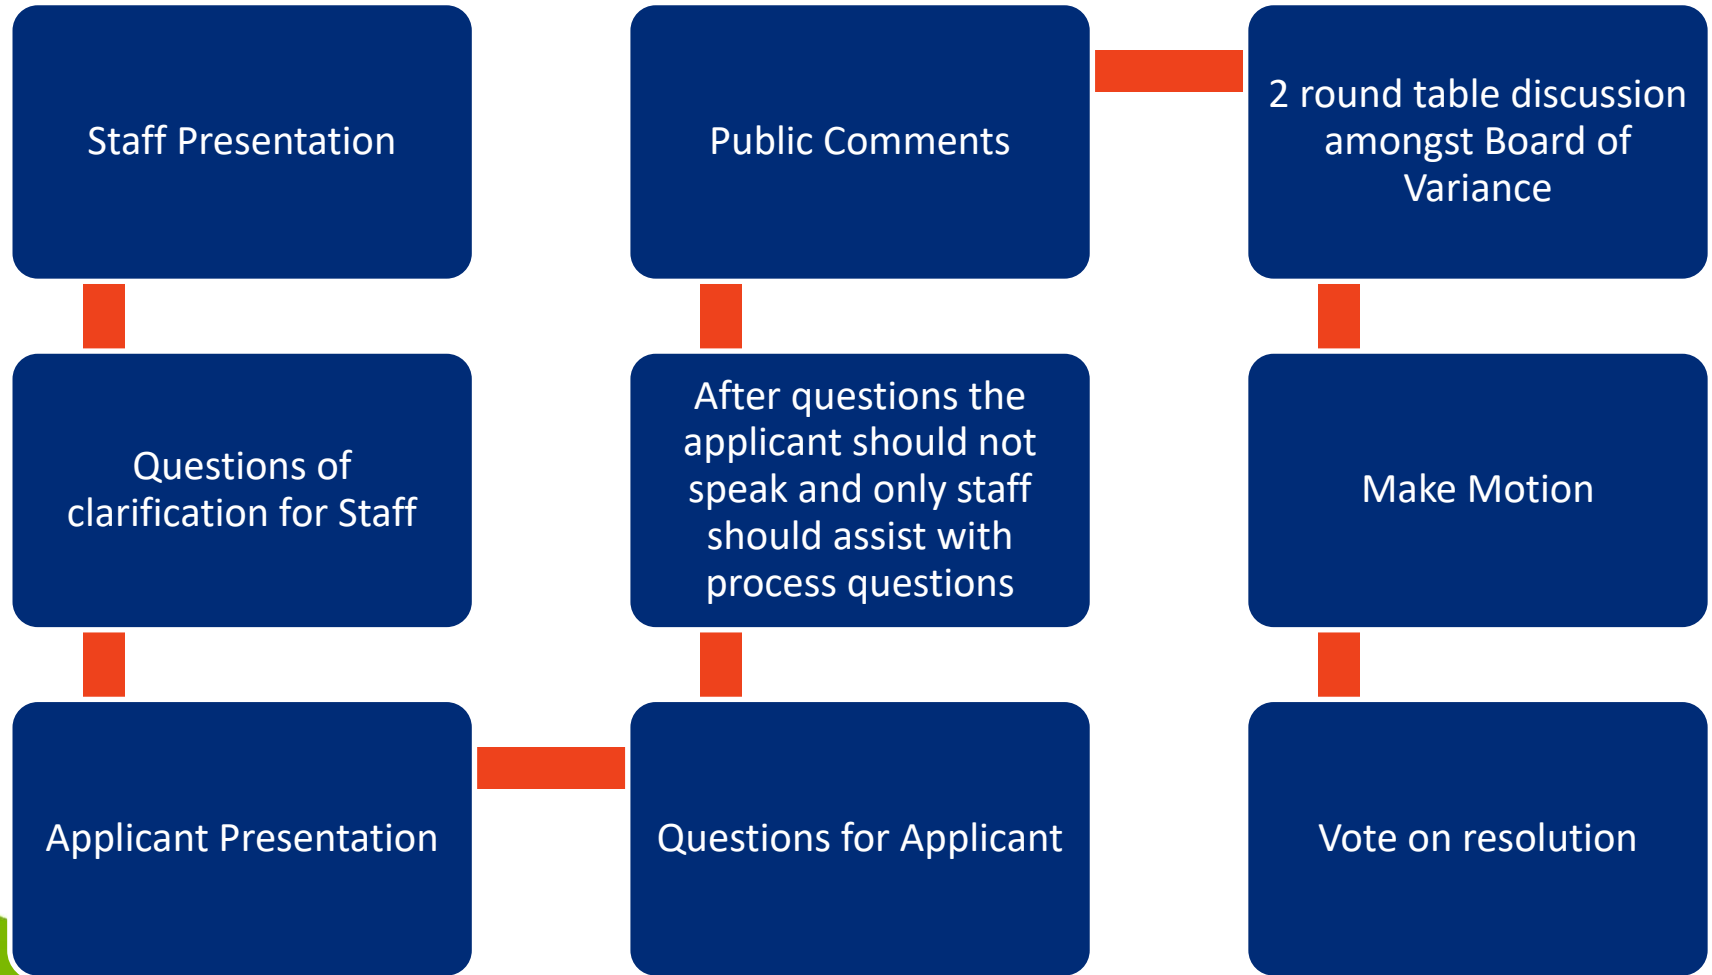 Staff Presentation
Questions of
clarification for Staff
Applicant Presentation
Questions for Applicant
After questions the
applicant should not
speak and only staff
should assist with
process questions
Public Comments
2 round table discussion
amongst Board of
Variance
Make Motion
Vote on resolution